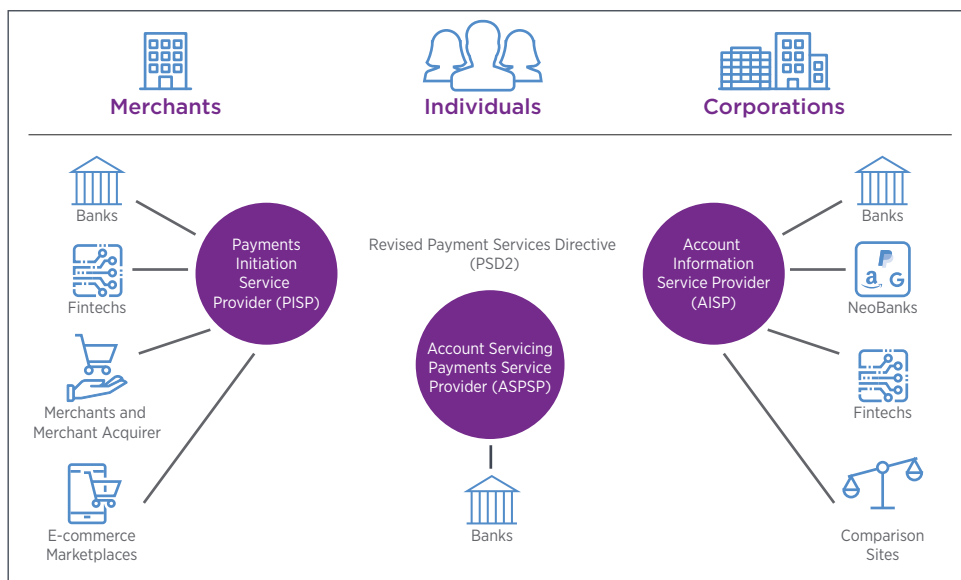 Merchants
Individuals
Corporations
Banks
Fintechs
Merchants and
Merchant Acquirer
E-commerce
Marketplaces
Payments
Initiation
Service
Provider (PISP)
Revised Payment Services Directive
(PSD2)
Account Servicing
Payments Service
Provider (ASPSP)
Banks
Account
Information
Service Provider
(AISP)
Banks
a
G
NeoBanks
Fintechs
Comparison
Sites